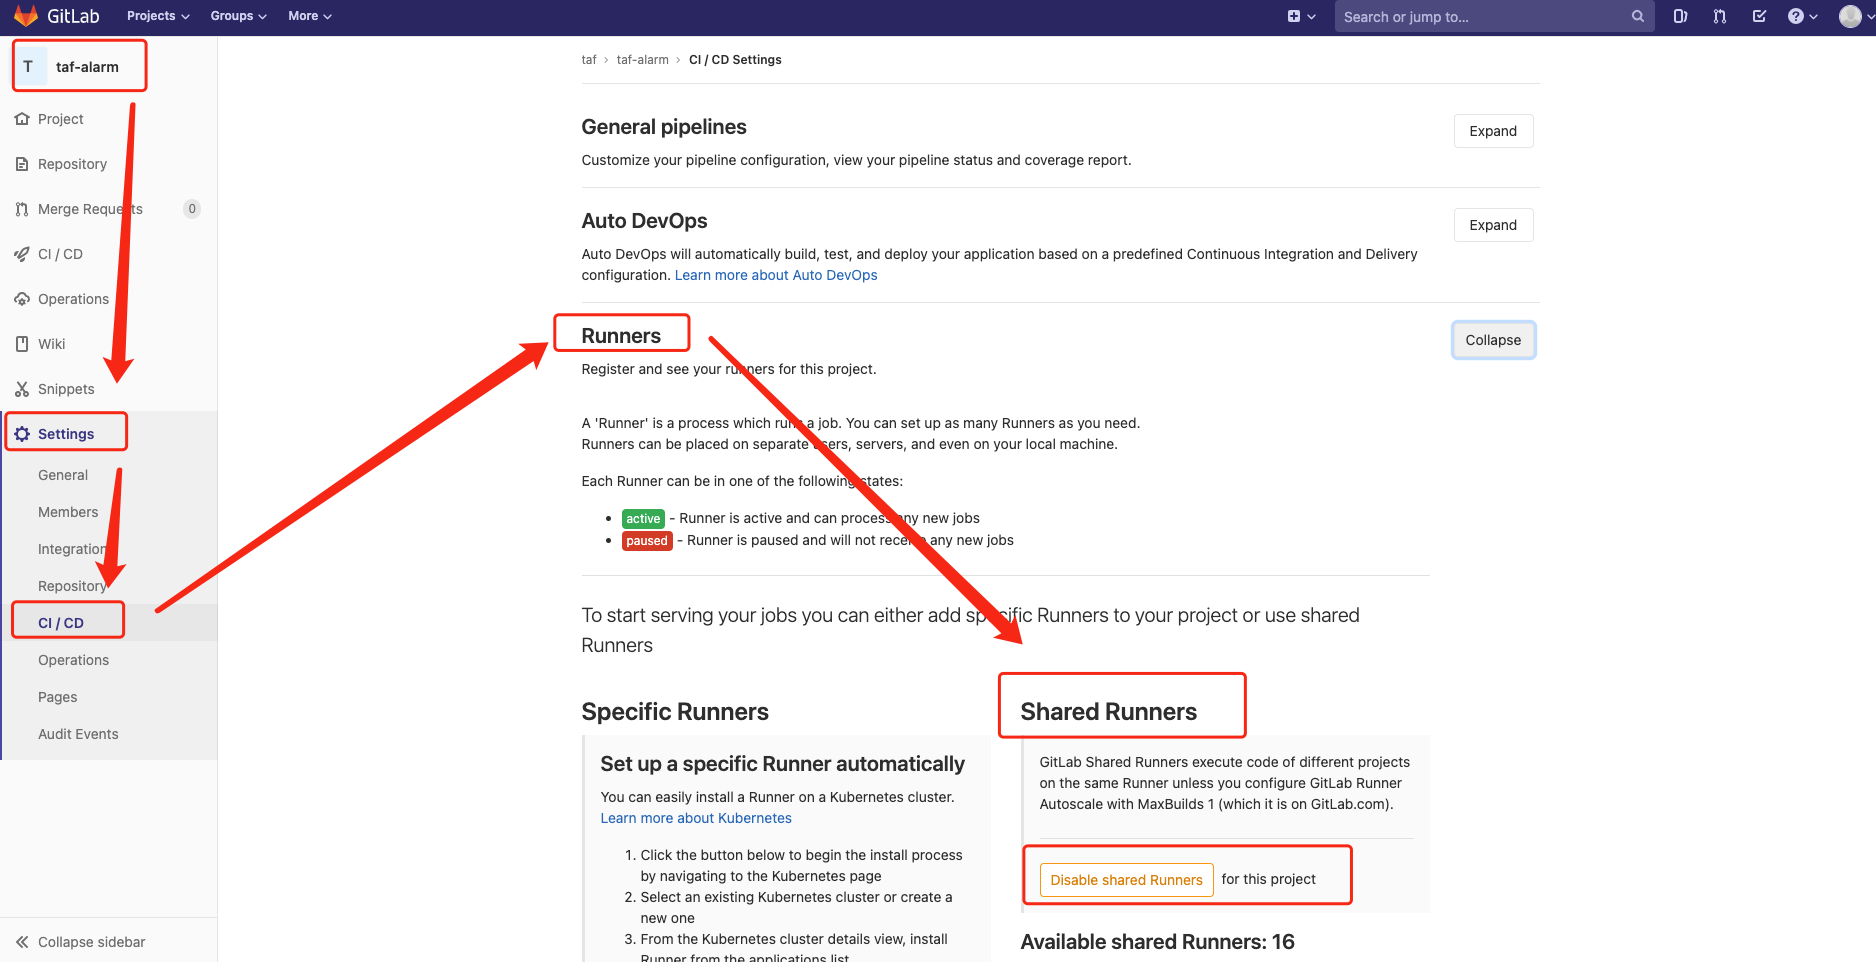 GitLab Projects Groups More Search or jump to...
T taf-alarm
Project
Repository
Merge Requests 0
CI / CD
Operations
Wiki
Snippets
Settings
General
Members
Integration
Repository
CI / CD
Operations
Pages
Audit Events
Collapse sidebar
taf > taf-alarm > CI / CD Settings
General pipelines
Expand
Customize your pipeline configuration, view your pipeline status and coverage report.
Auto DevOps
Expand
Auto DevOps will automatically build, test, and deploy your application based on a predefined Continuous Integration and Delivery
configuration. Learn more about Auto DevOps
Runners
Collapse
Register and see your runners for this project.
A 'Runner' is a process which runs a job. You can set up as many Runners as you need.
Runners can be placed on separate users, servers, and even on your local machine.
Each Runner can be in one of the following states:
active - Runner is active and can process any new jobs
paused - Runner is paused and will not receive any new jobs
To start serving your jobs you can either add specific Runners to your project or use shared
Runners
Specific Runners
Set up a specific Runner automatically
You can easily install a Runner on a Kubernetes cluster.
Learn more about Kubernetes
1. Click the button below to begin the install process
by navigating to the Kubernetes page
2. Select an existing Kubernetes cluster or create a
new one
3. From the Kubernetes cluster details view, install
Runner from the applications list
Shared Runners
GitLab Shared Runners execute code of different projects
on the same Runner unless you configure GitLab Runner
Autoscale with MaxBuilds 1 (which it is on GitLab.com).
Disable shared Runners for this project
Available shared Runners: 16